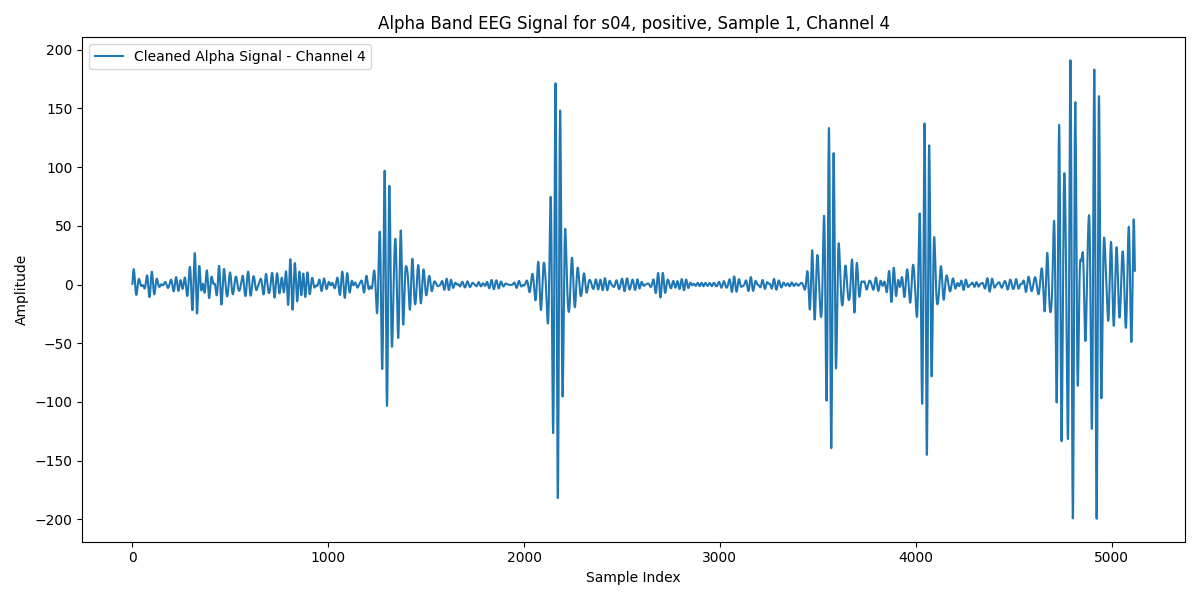 Alpha Band EEG Signal for s04, positive, Sample 1, Channel 4
Cleaned Alpha Signal - Channel 4
200
150
100
50
0
−50
−100
−150
−200
Amplitude
0 1000 2000 3000 4000 5000
Sample Index